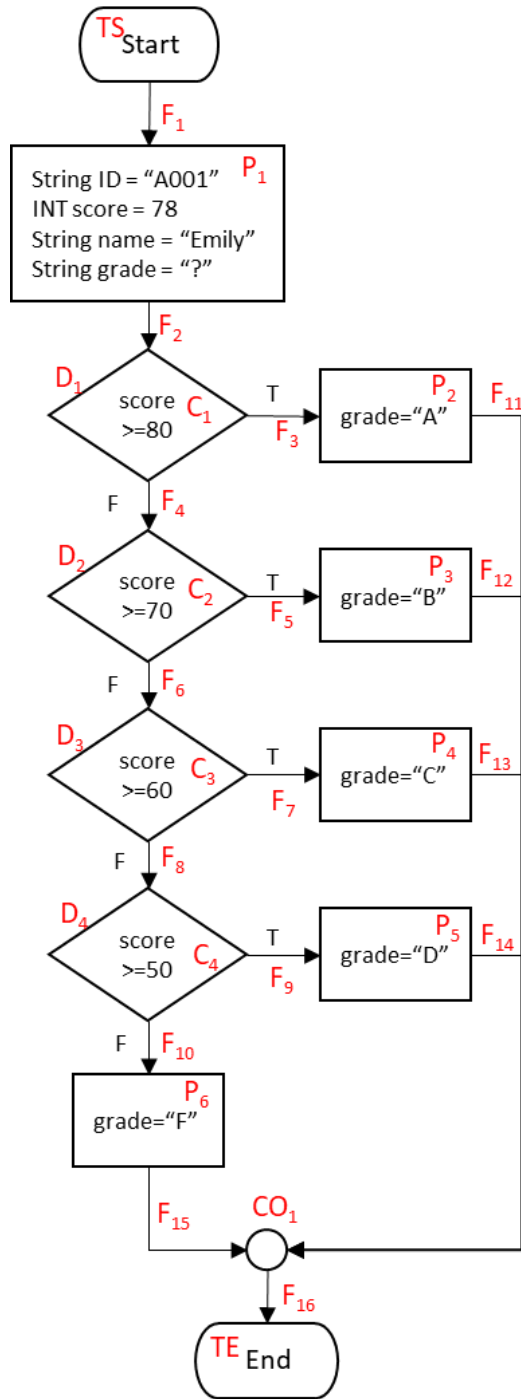 TS Start
F1
P1
String ID = “A001”
INT score = 78
String name = “Emily”
String grade = “?”
F2
D1
score
>=80
C1
T
F3
P2
grade=“A”
F11
F
F4
D2
score
>=70
C2
T
F5
P3
grade=“B”
F12
F
F6
D3
score
>=60
C3
T
F7
P4
grade=“C”
F13
F
F8
D4
score
>=50
C4
T
F9
P5
grade=“D”
F14
F
F10
P6
grade=“F”
F15
CO1
F16
TE End